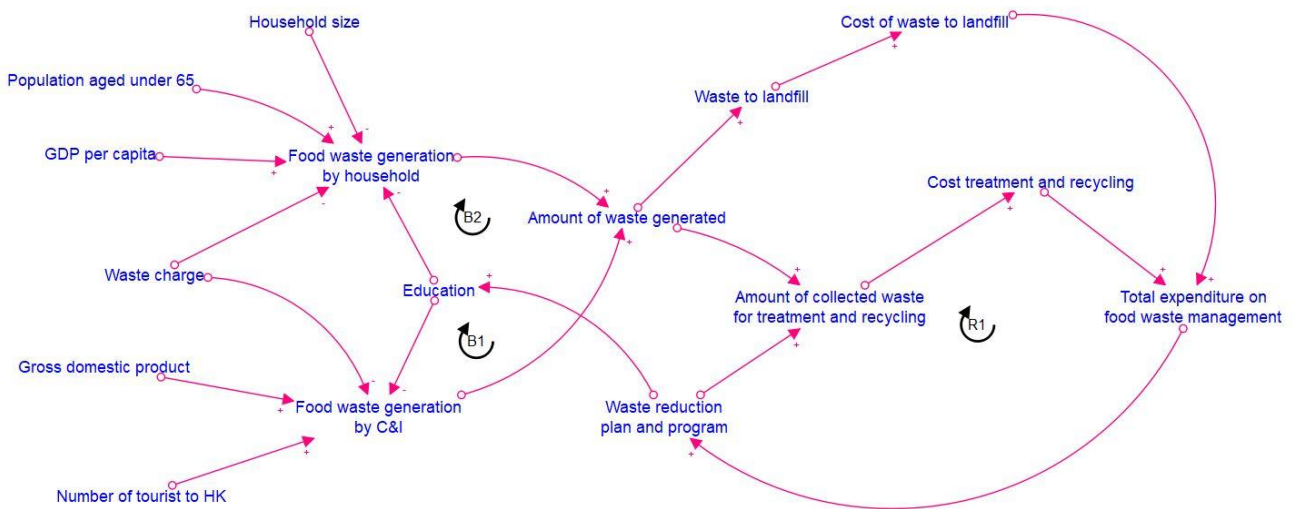 Household size
Cost of waste to landfill
Population aged under 65
Waste to landfill
GDP per capita
Food waste generation
by household
Cost treatment and recycling
B2
Amount of waste generated
Waste charge
Education
Amount of collected waste
for treatment and recycling
Total expenditure on
food waste management
R1
B1
Gross domestic product
Food waste generation
by C&I
Waste reduction
plan and program
Number of tourist to HK